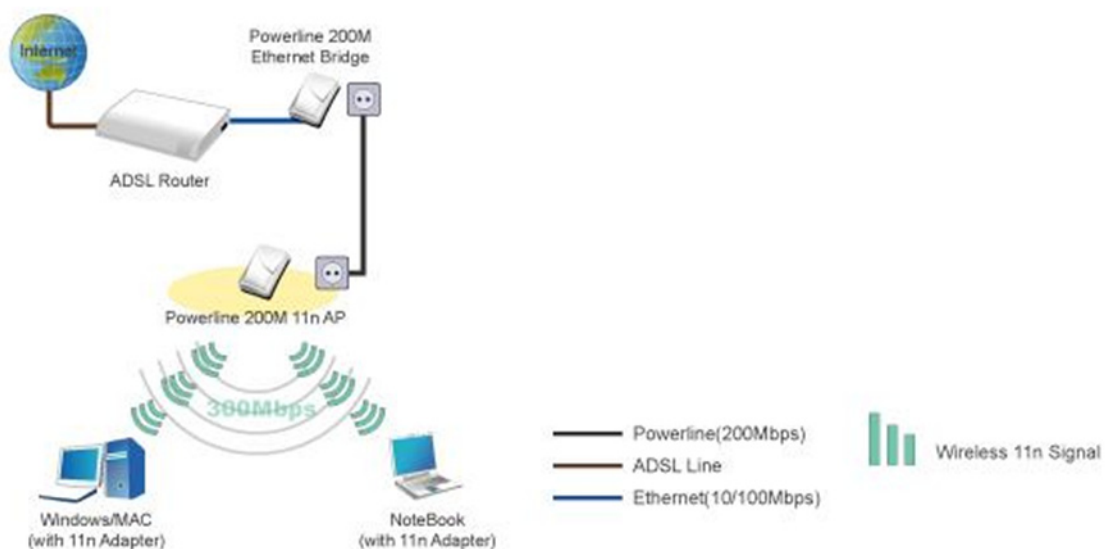 Internet
Powerline 200M
Ethernet Bridge
ADSL Router
Powerline 200M 11n AP
300Mbps
Windows/MAC
(with 11n Adapter)
NoteBook
(with 11n Adapter)
Powerline(200Mbps)
ADSL Line
Ethernet(10/100Mbps)
Wireless 11n Signal